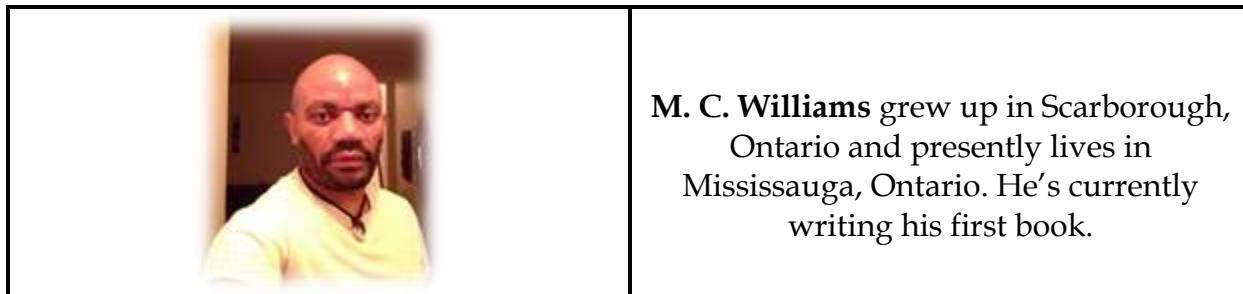 M. C. Williams grew up in Scarborough,
Ontario and presently lives in
Mississauga, Ontario. He’s currently
writing his first book.